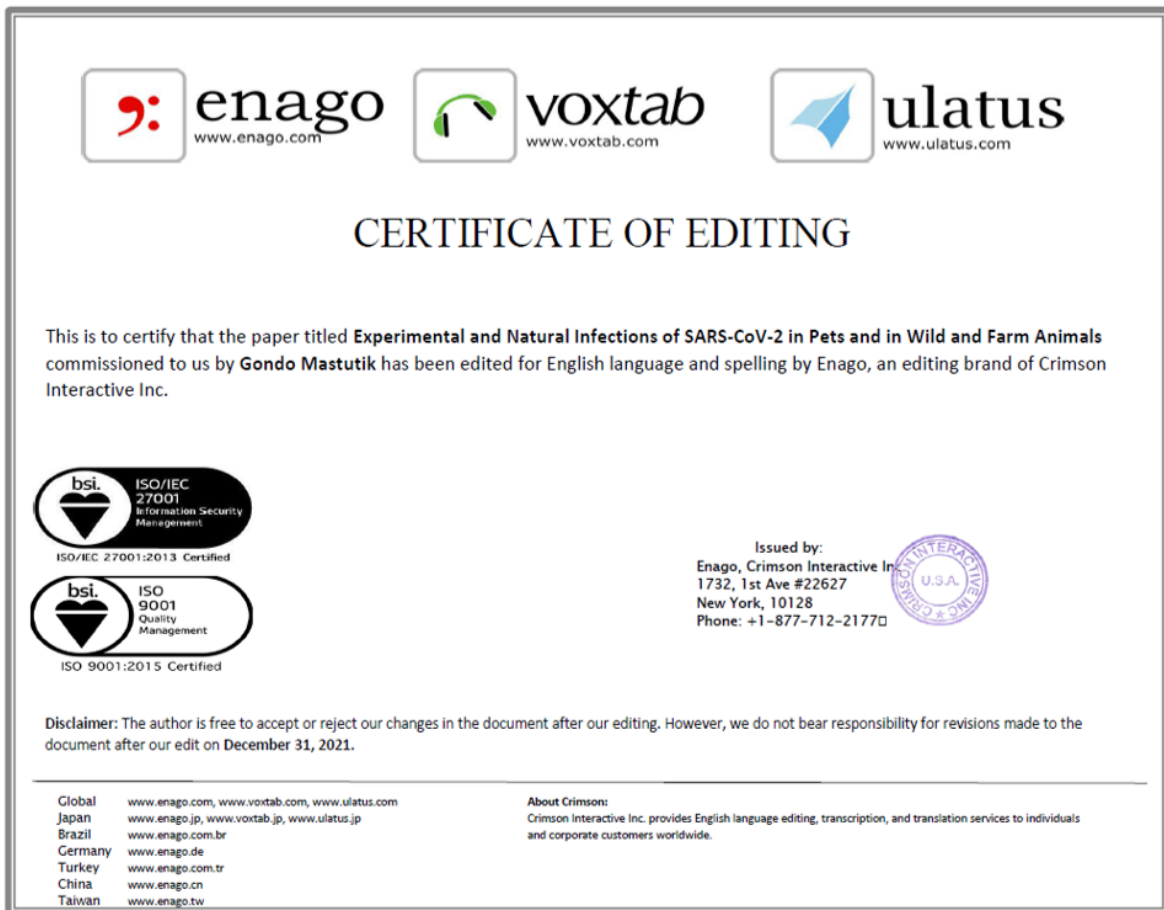 enago
www.enago.com
voxtab
www.voxtab.com
ulatus
www.ulatus.com
CERTIFICATE OF EDITING
This is to certify that the paper titled Experimental and Natural Infections of SARS-CoV-2 in Pets and in Wild and Farm Animals
commissioned to us by Gondo Mastutik has been edited for English language and spelling by Enago, an editing brand of Crimson
Interactive Inc.
bsi.
ISO/IEC
27001
Information Security
Management
ISO/IEC 27001:2013 Certified
bsi.
ISO
9001
Quality
Management
ISO 9001:2015 Certified
Issued by:
Enago, Crimson Interactive In
1732, 1st Ave #22627
New York, 10128
Phone: +1-877-712-2177
CRIMSON INTERACTIVE INC
U.S.A.
Disclaimer: The author is free to accept or reject our changes in the document after our editing. However, we do not bear responsibility for revisions made to the
document after our edit on December 31, 2021.
Global www.enago.com, www.voxtab.com, www.ulatus.com
Japan www.enago.jp, www.voxtab.jp, www.ulatus.jp
Brazil www.enago.com.br
Germany www.enago.de
Turkey www.enago.com.tr
China www.enago.cn
Taiwan www.enago.tw
About Crimson:
Crimson Interactive Inc. provides English language editing, transcription, and translation services to individuals
and corporate customers worldwide.